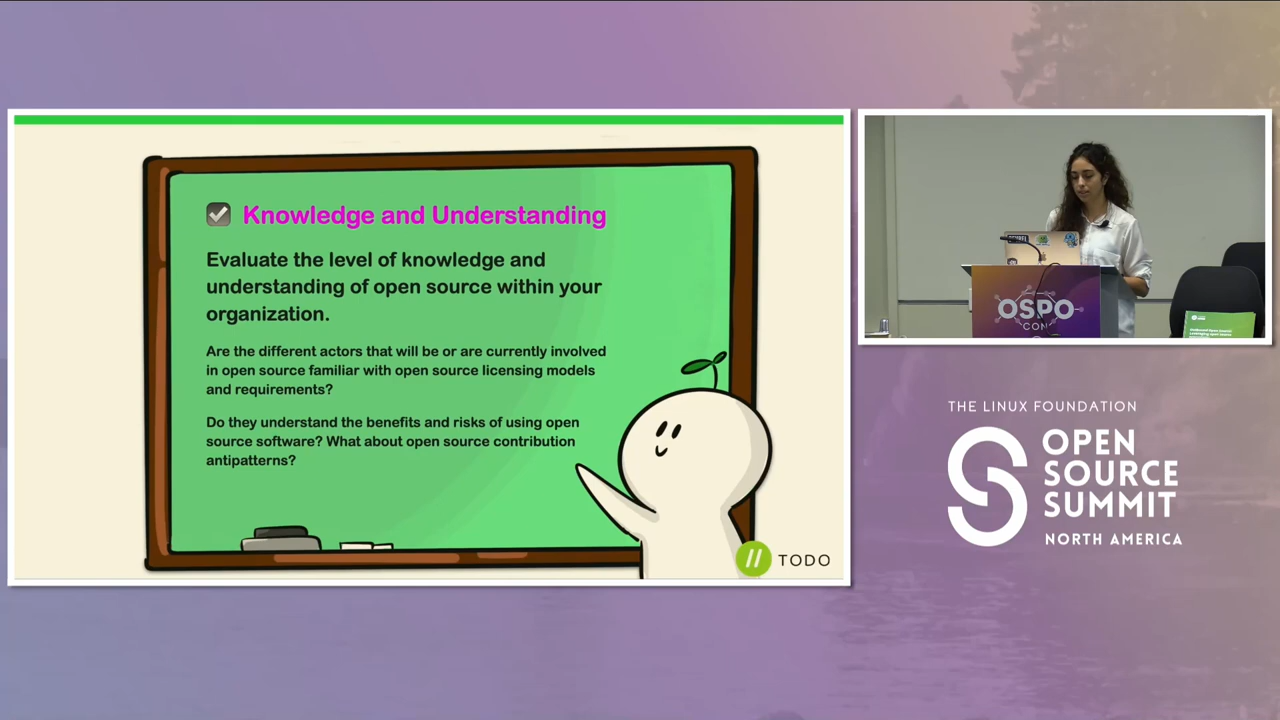 Knowledge and Understanding
Evaluate the level of knowledge and
understanding of open source within your
organization.
Are the different actors that will be or are currently involved
in open source familiar with open source licensing models
and requirements?
Do they understand the benefits and risks of using open
source software? What about open source contribution
antipatterns?
TODO
OSPO
CON
THE LINUX FOUNDATION
OPEN
SOURCE
SUMMIT
NORTH AMERICA